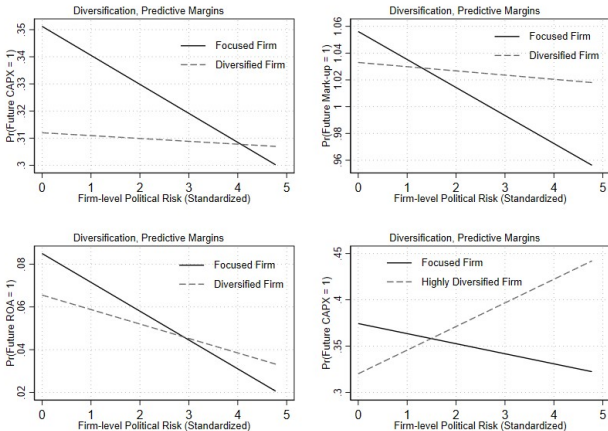 Diversification, Predictive Margins
Pr(Future CAPX = 1)
.35
.34
.33
.32
.31
.3
Focused Firm
Diversified Firm
0 1 2 3 4 5
Firm-level Political Risk (Standardized)
Diversification, Predictive Margins
Pr(Future Mark-up = 1)
1.06
1.04
1.02
1
.98
.96
Focused Firm
Diversified Firm
0 1 2 3 4 5
Firm-level Political Risk (Standardized)
Diversification, Predictive Margins
Pr(Future ROA = 1)
.08
.06
.04
.02
Focused Firm
Diversified Firm
0 1 2 3 4 5
Firm-level Political Risk (Standardized)
Diversification, Predictive Margins
Pr(Future CAPX = 1)
.45
.4
.35
.3
Focused Firm
Highly Diversified Firm
0 1 2 3 4 5
Firm-level Political Risk (Standardized)